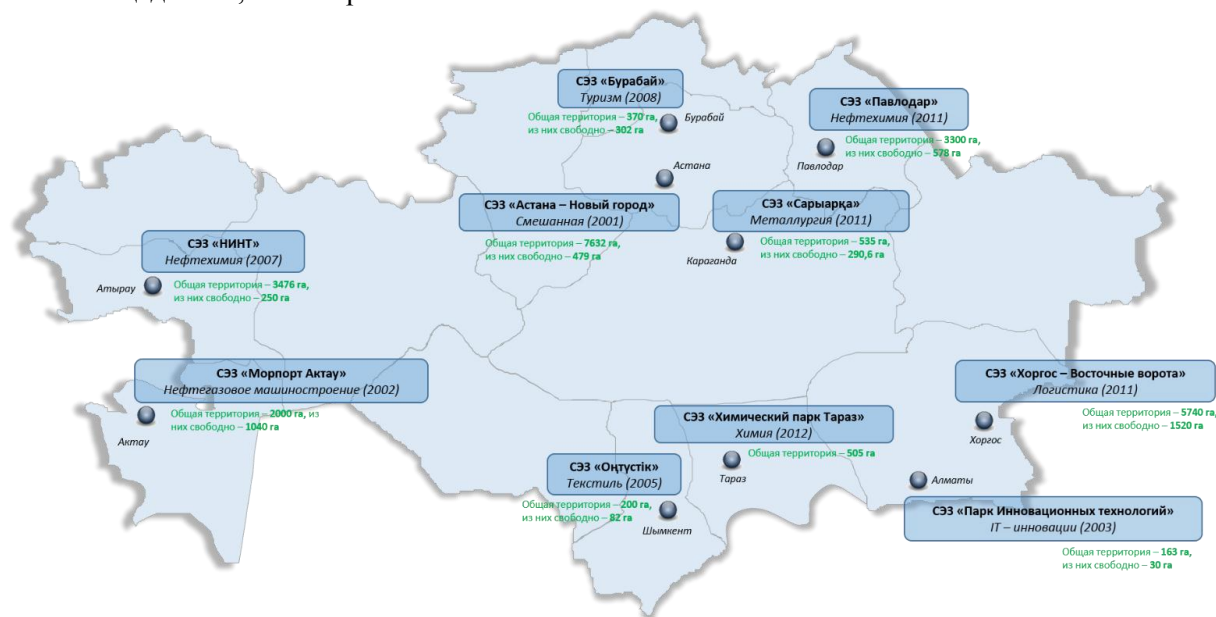 СЭЗ «Бурабай»
Туризм (2008)
Общая территория – 370 га,
из них свободно – 302 га
Бурабай
СЭЗ «Павлодар»
Нефтехимия (2011)
Общая территория – 3300 га,
из них свободно – 578 га
Павлодар
Астана
СЭЗ «Астана – Новый город»
Смешанная (2001)
Общая территория – 7632 га,
из них свободно – 479 га
СЭЗ «Сарыарқа»
Металлургия (2011)
Общая территория – 535 га,
из них свободно – 290,6 га
Караганда
СЭЗ «НИНТ»
Нефтехимия (2007)
Общая территория – 3476 га,
из них свободно – 250 га
Атырау
СЭЗ «Морпорт Актау»
Нефтегазовое машиностроение (2002)
Общая территория – 2000 га, из
них свободно – 1040 га
Актау
СЭЗ «Хоргос – Восточные ворота»
Логистика (2011)
Общая территория – 5740 га,
из них свободно – 1520 га
Хоргос
СЭЗ «Химический парк Тараз»
Химия (2012)
Общая территория – 505 га
Тараз
СЭЗ «Оңтүстік»
Текстиль (2005)
Общая территория – 200 га,
из них свободно – 82 га
Шымкент
Алматы
СЭЗ «Парк Инновационных технологий»
IT – инновации (2003)
Общая территория – 163 га,
из них свободно – 30 га